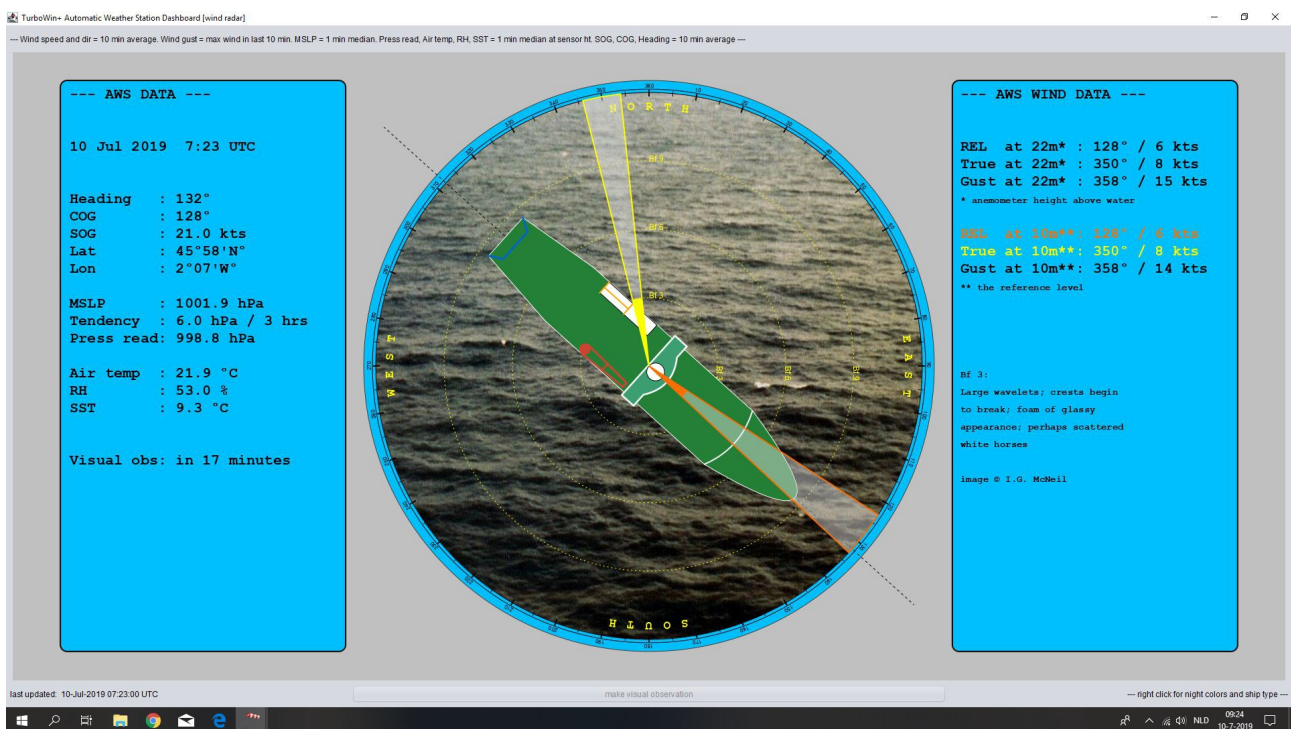 TurboWin+ Automatic Weather Station Dashboard [wind radar]
--- Wind speed and dir = 10 min average. Wind gust = max wind in last 10 min. MSLP = 1 min median. Press read, Air temp, RH, SST = 1 min median at sensor ht. SOG, COG, Heading = 10 min average ---
--- AWS DATA ---
10 Jul 2019 7:23 UTC
Heading : 132°
COG : 128°
SOG : 21.0 kts
Lat : 45°58'N°
Lon : 2°07'W°
MSLP : 1001.9 hPa
Tendency : 6.0 hPa / 3 hrs
Press read: 998.8 hPa
Air temp : 21.9 °C
RH : 53.0 %
SST : 9.3 °C
Visual obs: in 17 minutes
NORTH
EAST
SOUTH
WEST
Bf 9
Bf 6
Bf 3
--- AWS WIND DATA ---
REL at 22m* : 128° / 6 kts
True at 22m* : 350° / 8 kts
Gust at 22m* : 358° / 15 kts
* anemometer height above water
REL at 10m**: 128° / 6 kts
True at 10m**: 350° / 8 kts
Gust at 10m**: 358° / 14 kts
** the reference level
Bf 3:
Large wavelets; crests begin
to break; foam of glassy
appearance; perhaps scattered
white horses
image © I.G. McNeil
last updated: 10-Jul-2019 07:23:00 UTC
make visual observation
--- right click for night colors and ship type ---
NLD
09:24
10-7-2019